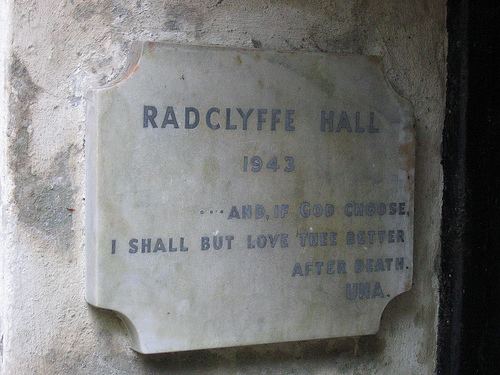 RADCLYFFE HALL
1943
...AND, IF GOD CHOOSE,
I SHALL BUT LOVE THEE BETTER
AFTER DEATH.
UNA.